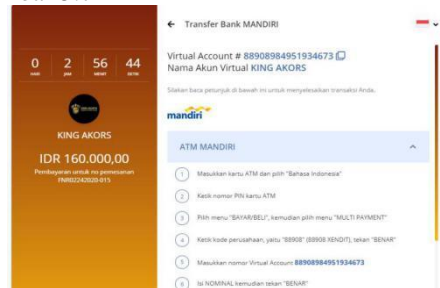 ← Transfer Bank MANDIRI
0 2 56 44
HARI JAM MENIT DETIK
KING AKORS
IDR 160.000,00
Pembayaran untuk no pemesanan
FNR02242020-015
Virtual Account # 88908984951934673
Nama Akun Virtual KING AKORS
Silakan baca petunjuk di bawah ini untuk menyelesaikan transaksi Anda.
mandiri
ATM MANDIRI
1 Masukkan kartu ATM dan pilih "Bahasa Indonesia"
2 Ketik nomor PIN kartu ATM
3 Pilih menu "BAYAR/BELI", kemudian pilih menu "MULTI PAYMENT"
4 Ketik kode perusahaan, yaitu "88908" (88908 XENDIT), tekan "BENAR"
5 Masukkan nomor Virtual Account 88908984951934673
6 Isi NOMINAL kemudian tekan "BENAR"